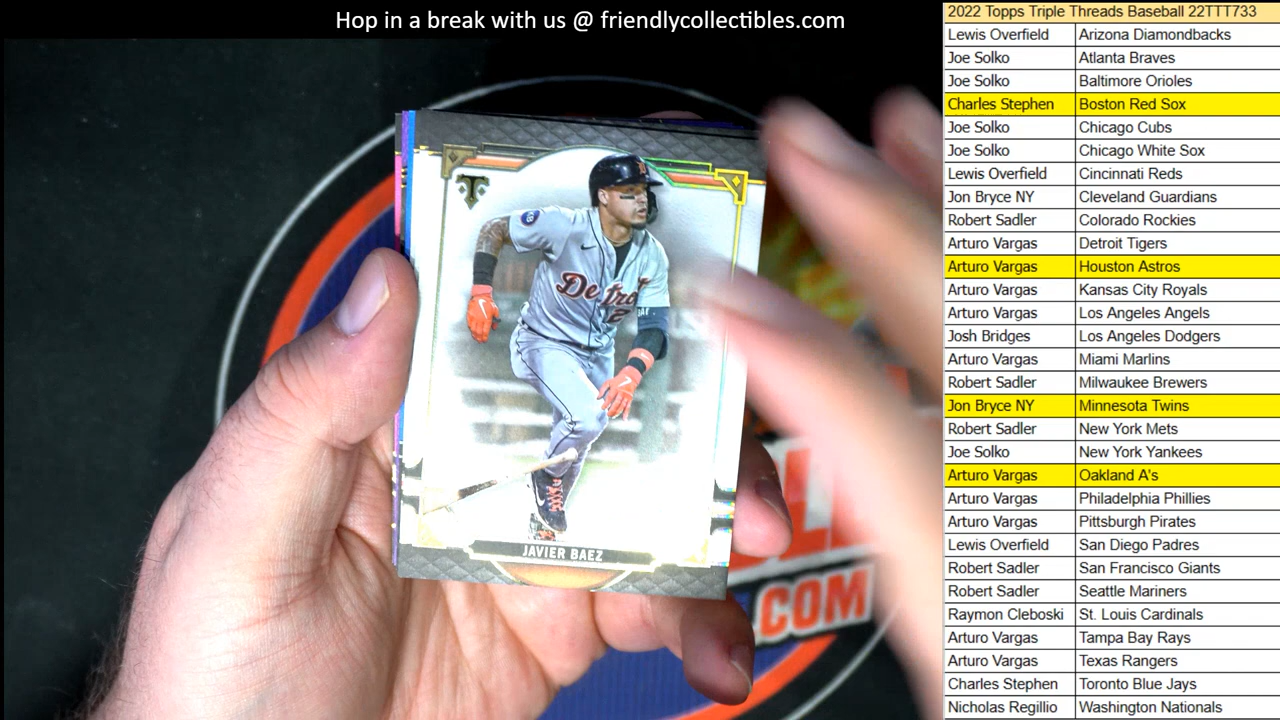 Hop in a break with us @ friendlycollectibles.com
2022 Topps Triple Threads Baseball 22TTT733
Lewis Overfield Arizona Diamondbacks
Joe Solko Atlanta Braves
Joe Solko Baltimore Orioles
Charles Stephen Boston Red Sox
Joe Solko Chicago Cubs
Joe Solko Chicago White Sox
Lewis Overfield Cincinnati Reds
Jon Bryce NY Cleveland Guardians
Robert Sadler Colorado Rockies
Arturo Vargas Detroit Tigers
Arturo Vargas Houston Astros
Arturo Vargas Kansas City Royals
Arturo Vargas Los Angeles Angels
Josh Bridges Los Angeles Dodgers
Arturo Vargas Miami Marlins
Robert Sadler Milwaukee Brewers
Jon Bryce NY Minnesota Twins
Robert Sadler New York Mets
Joe Solko New York Yankees
Arturo Vargas Oakland A's
Arturo Vargas Philadelphia Phillies
Arturo Vargas Pittsburgh Pirates
Lewis Overfield San Diego Padres
Robert Sadler San Francisco Giants
Robert Sadler Seattle Mariners
Raymon Cleboski St. Louis Cardinals
Arturo Vargas Tampa Bay Rays
Arturo Vargas Texas Rangers
Charles Stephen Toronto Blue Jays
Nicholas Regillio Washington Nationals
Detroit
JAVIER BAEZ
.COM